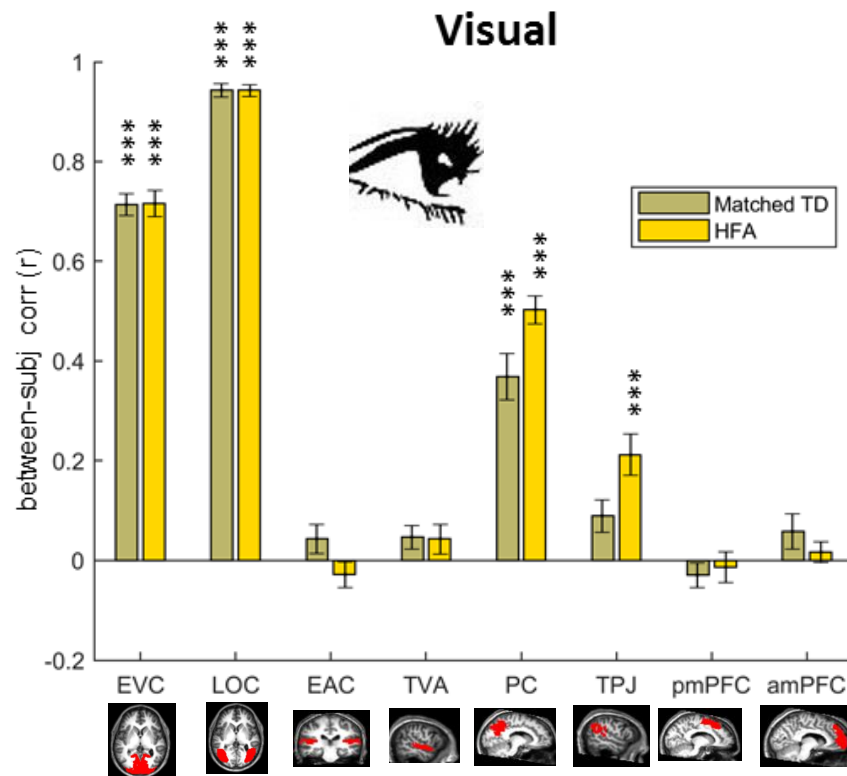 Visual
between-subj corr (r)
1
0.8
0.6
0.4
0.2
0
-0.2
***
***
***
***
***
***
***
Matched TD
HFA
EVC LOC EAC TVA PC TPJ pmPFC amPFC